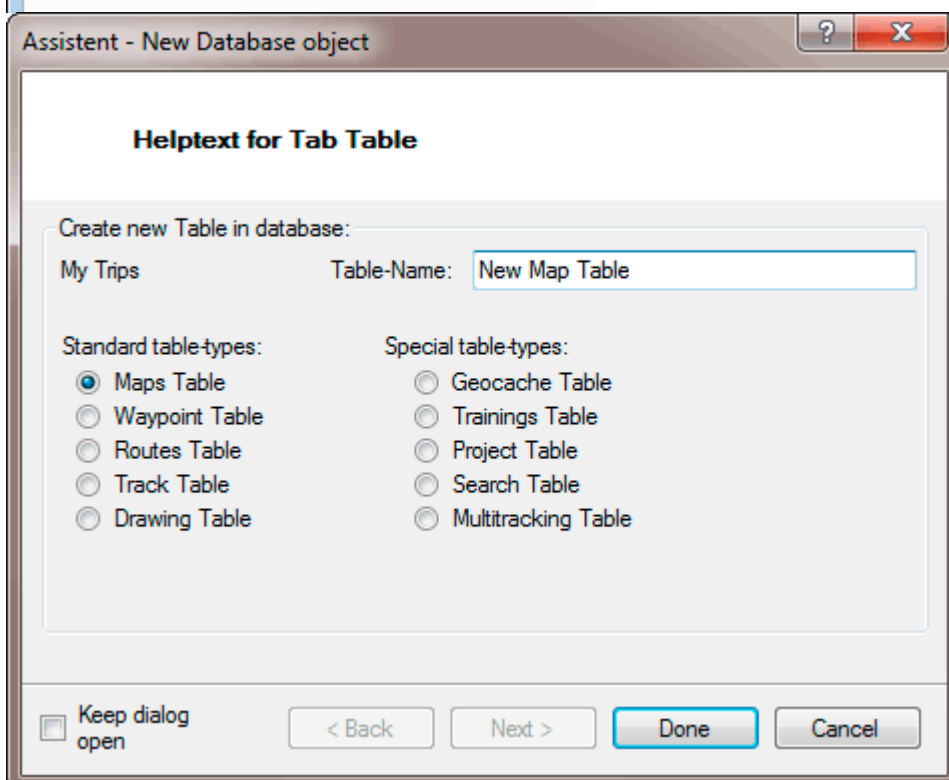 Assistent - New Database object
?
X
Helptext for Tab Table
Create new Table in database:
My Trips Table-Name: New Map Table
Standard table-types: Special table-types:
Maps Table Geocache Table
Waypoint Table Trainings Table
Routes Table Project Table
Track Table Search Table
Drawing Table Multitracking Table
Keep dialog
open
< Back Next > Done Cancel